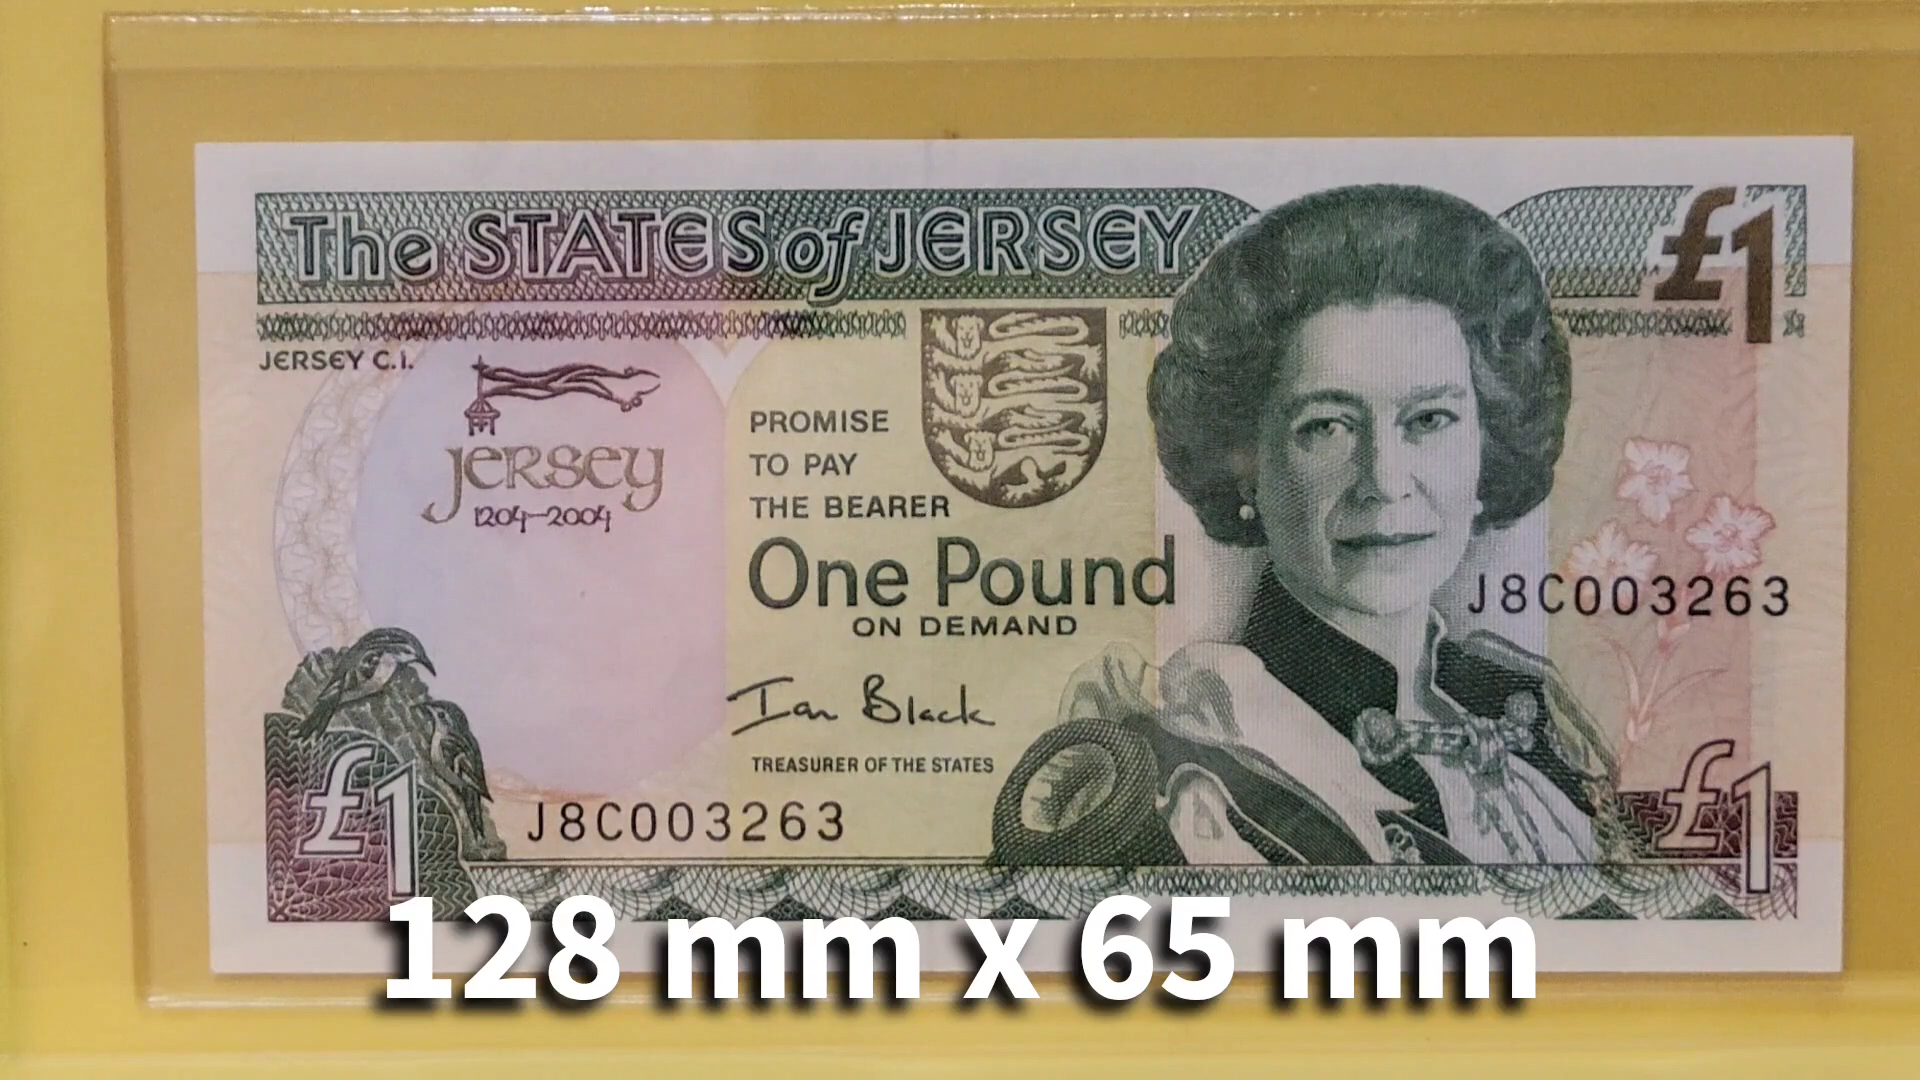 The STATES of JERSEY
£1
JERSEY C.I.
jersey
1204-2004
PROMISE
TO PAY
THE BEARER
One Pound
ON DEMAND
J8C003263
Ian Black
TREASURER OF THE STATES
£1
J8C003263
£1
128 mm x 65 mm